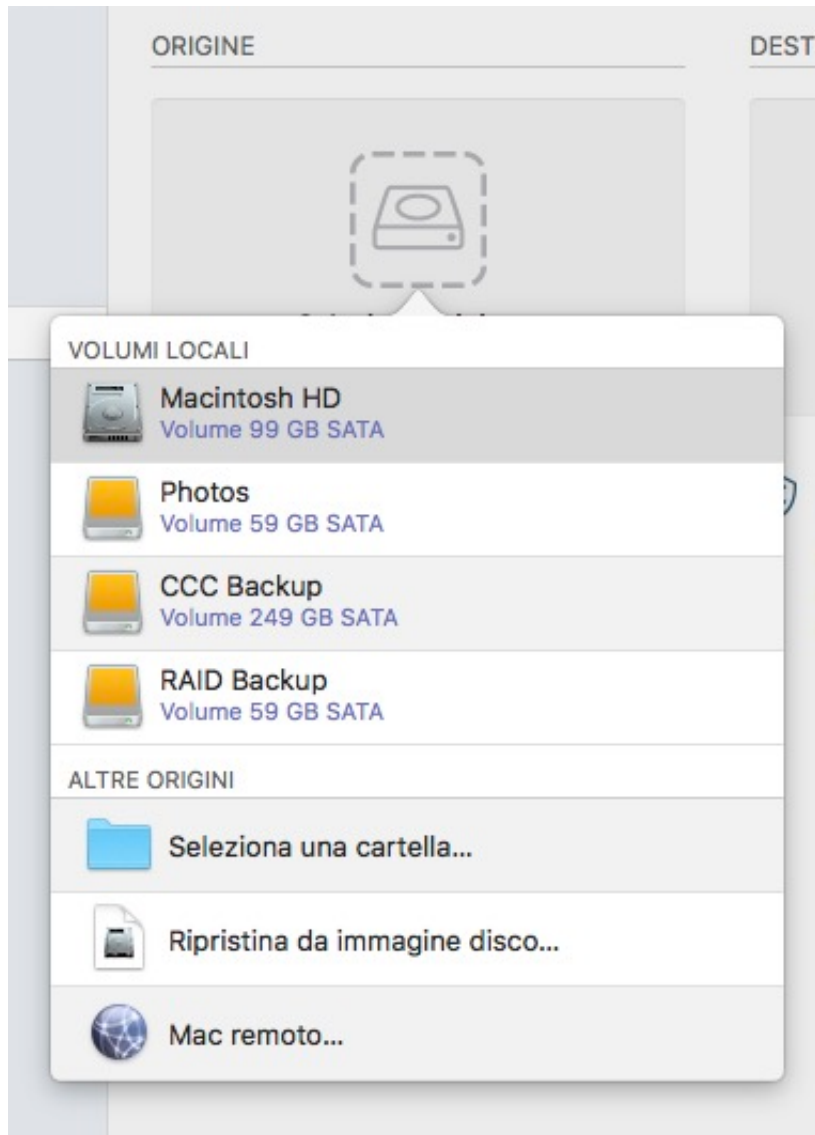 ORIGINE
DEST
VOLUMI LOCALI
Macintosh HD
Volume 99 GB SATA
Photos
Volume 59 GB SATA
CCC Backup
Volume 249 GB SATA
RAID Backup
Volume 59 GB SATA
ALTRE ORIGINI
Seleziona una cartella...
Ripristina da immagine disco...
Mac remoto...